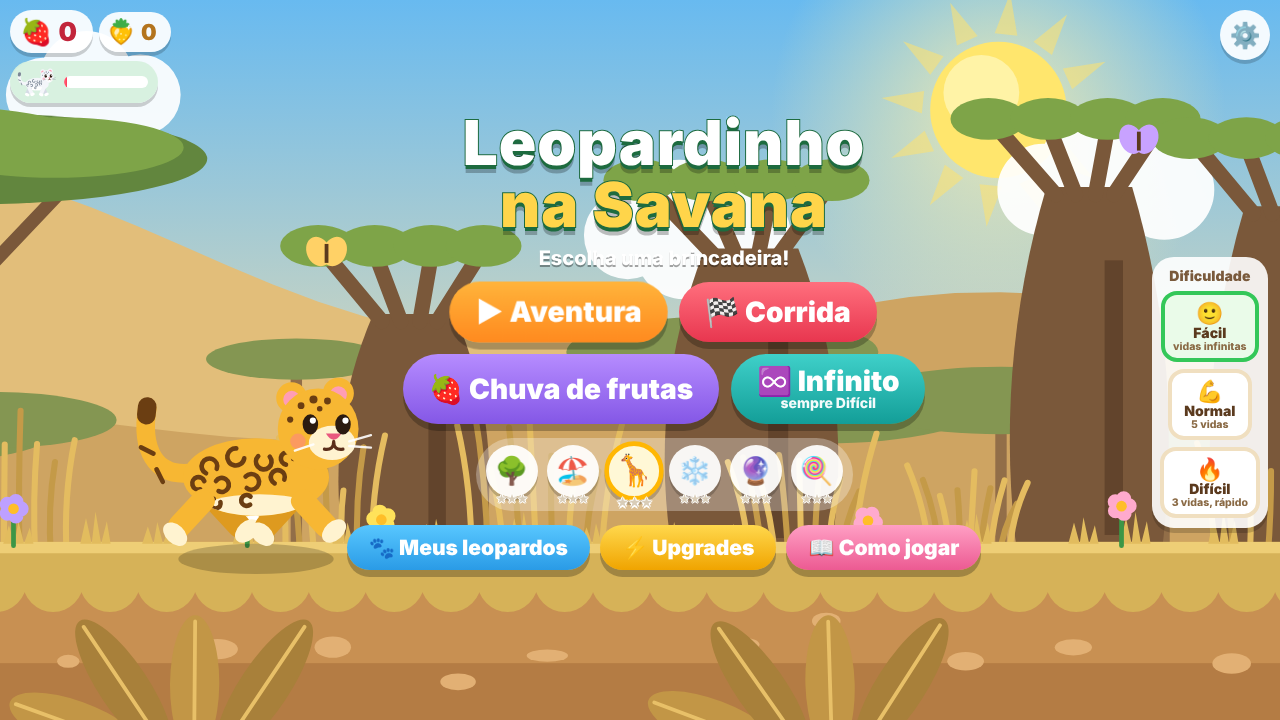 0
0
Leopardinho
na Savana
Escolha uma brincadeira!
Aventura
Corrida
Chuva de frutas
Infinito
sempre Difícil
Dificuldade
Fácil
vidas infinitas
Normal
5 vidas
Difícil
3 vidas, rápido
Meus leopardos
Upgrades
Como jogar